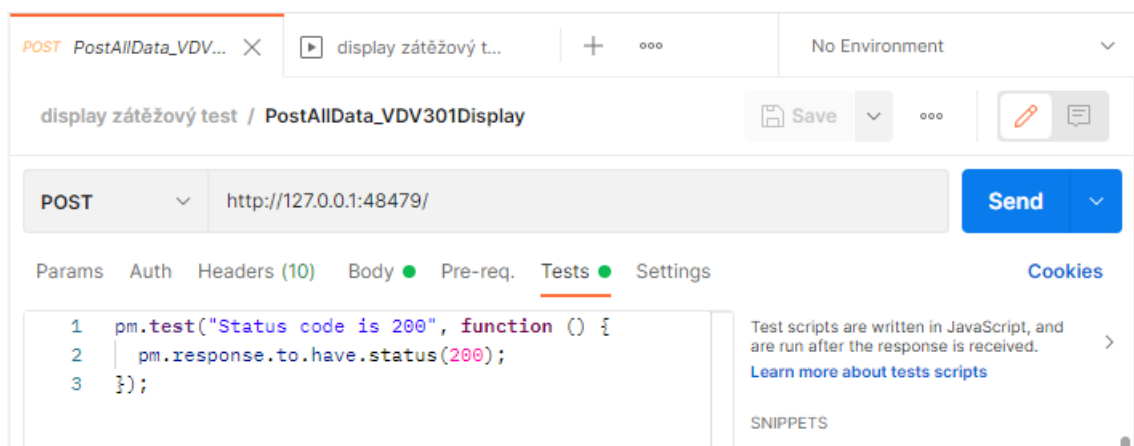 POST PostAllData_VDV... display zátěžový t... No Environment
display zátěžový test / PostAllData_VDV301Display Save
POST http://127.0.0.1:48479/ Send
Params Auth Headers (10) Body Pre-req. Tests Settings Cookies
1 pm.test("Status code is 200", function () {
2 pm.response.to.have.status(200);
3 });
Test scripts are written in JavaScript, and
are run after the response is received.
Learn more about tests scripts
SNIPPETS